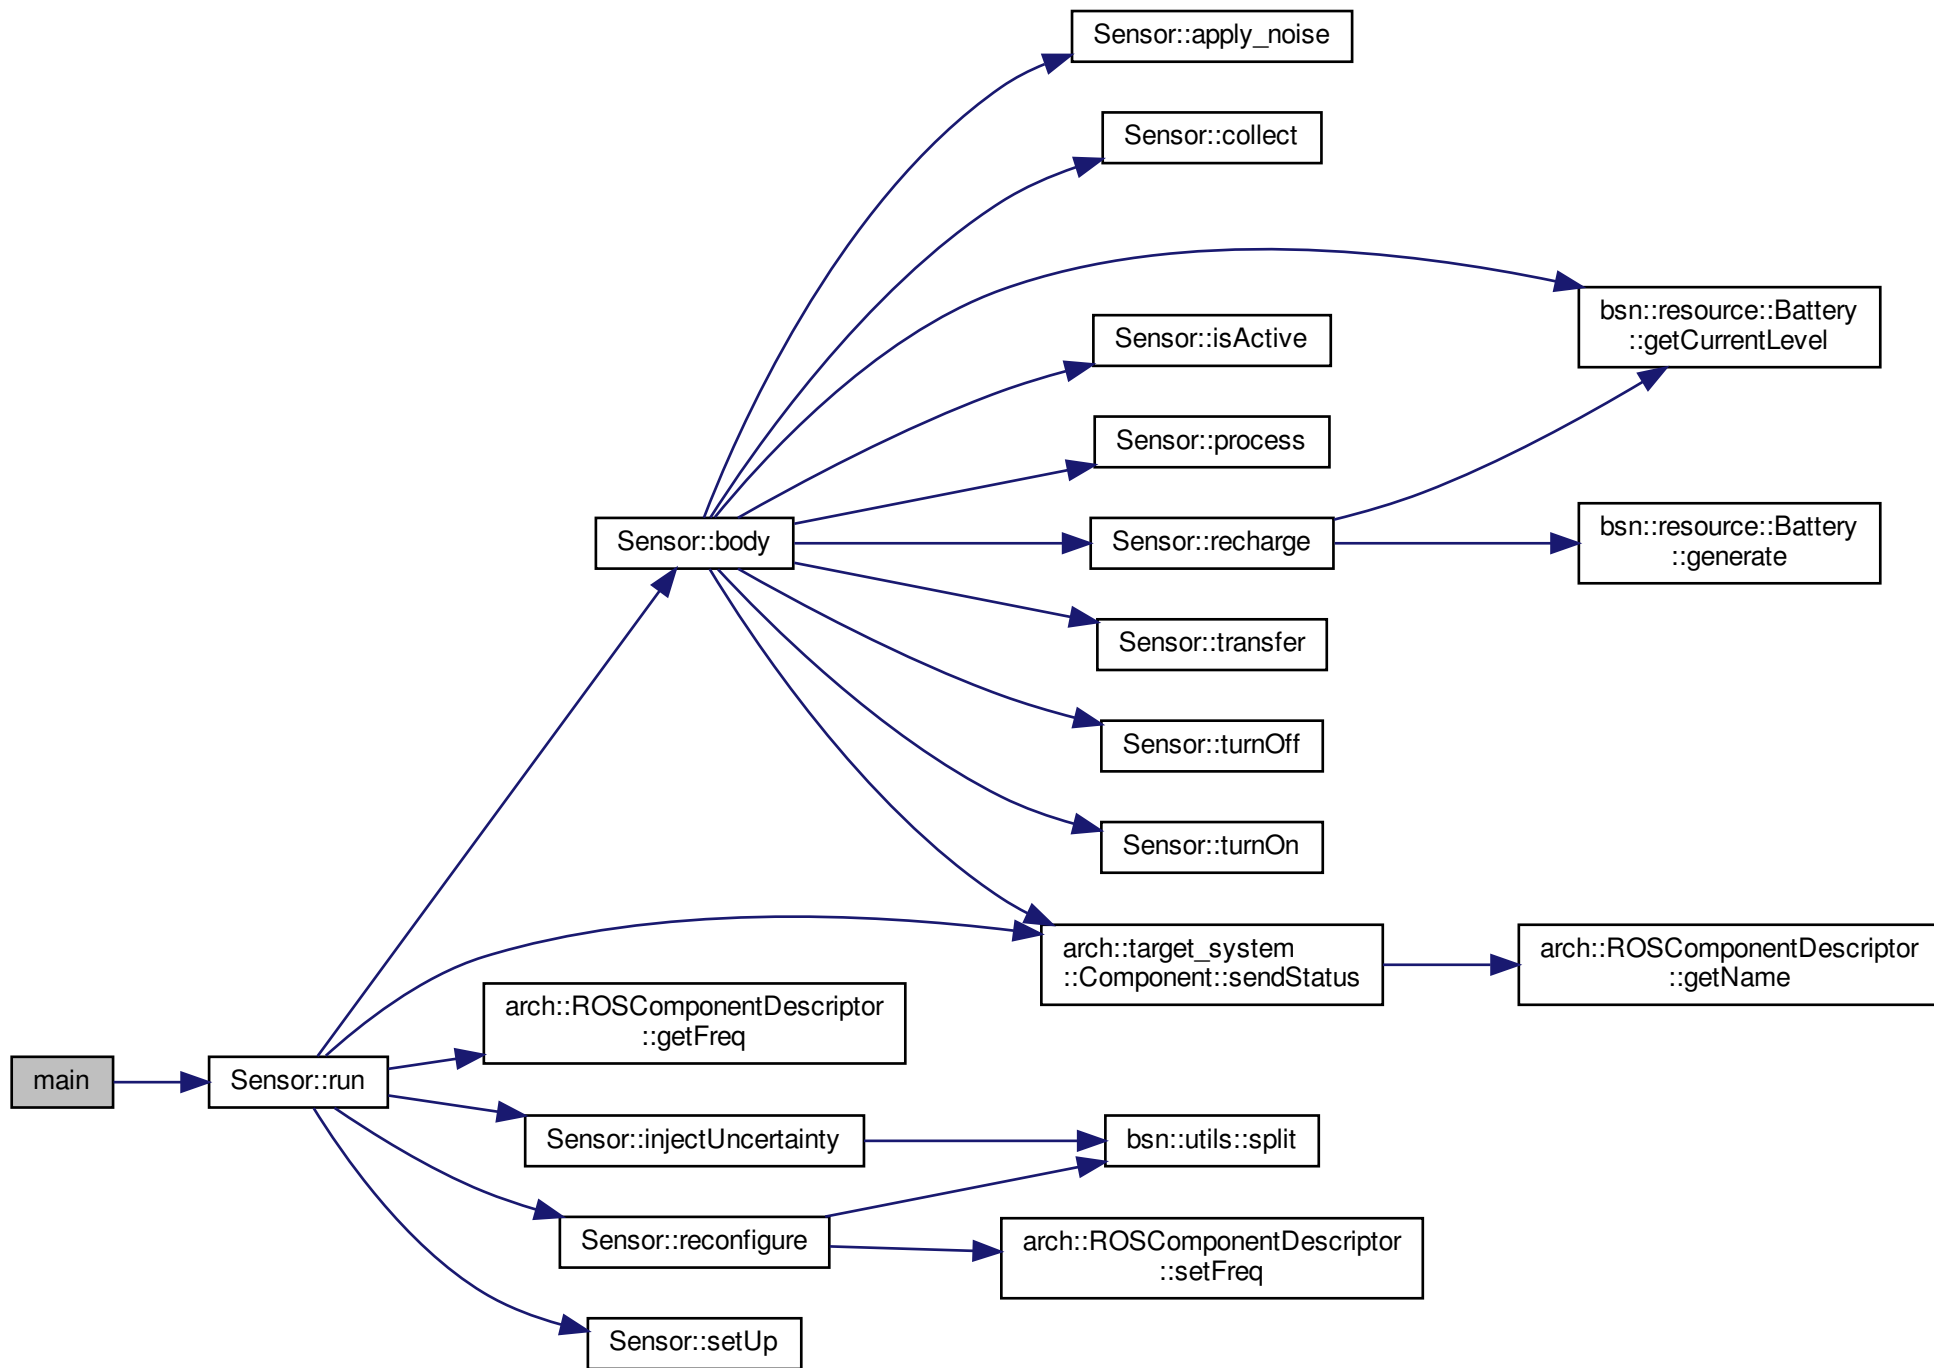 Sensor::apply_noise
Sensor::collect
bsn::resource::Battery
::getCurrentLevel
Sensor::isActive
Sensor::process
Sensor::body
Sensor::recharge
bsn::resource::Battery
::generate
Sensor::transfer
Sensor::turnOff
Sensor::turnOn
arch::target_system
::Component::sendStatus
arch::ROSComponentDescriptor
::getName
arch::ROSComponentDescriptor
::getFreq
main
Sensor::run
Sensor::injectUncertainty
bsn::utils::split
Sensor::reconfigure
arch::ROSComponentDescriptor
::setFreq
Sensor::setUp